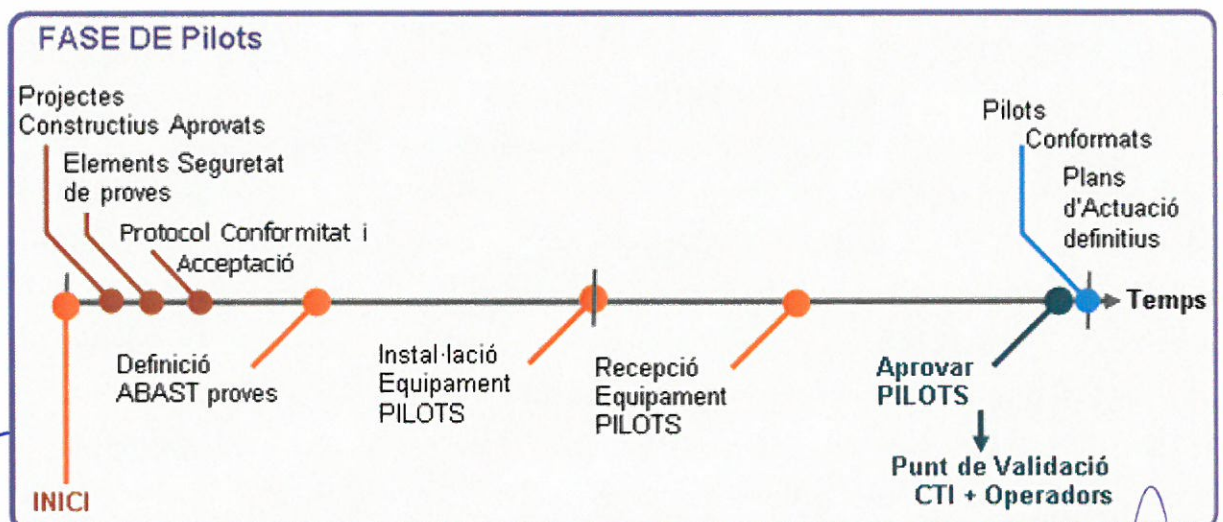 FASE DE Pilots
Projectes
Constructius Aprovats
Elements Seguretat
de proves
Protocol Conformitat i
Acceptació
Pilots
Conformats
Plans
d'Actuació
definitius
Temps
Definició
ABAST proves
Instal·lació
Equipament
PILOTS
Recepció
Equipament
PILOTS
Aprovar
PILOTS
Punt de Validació
CTI + Operadors
INICI